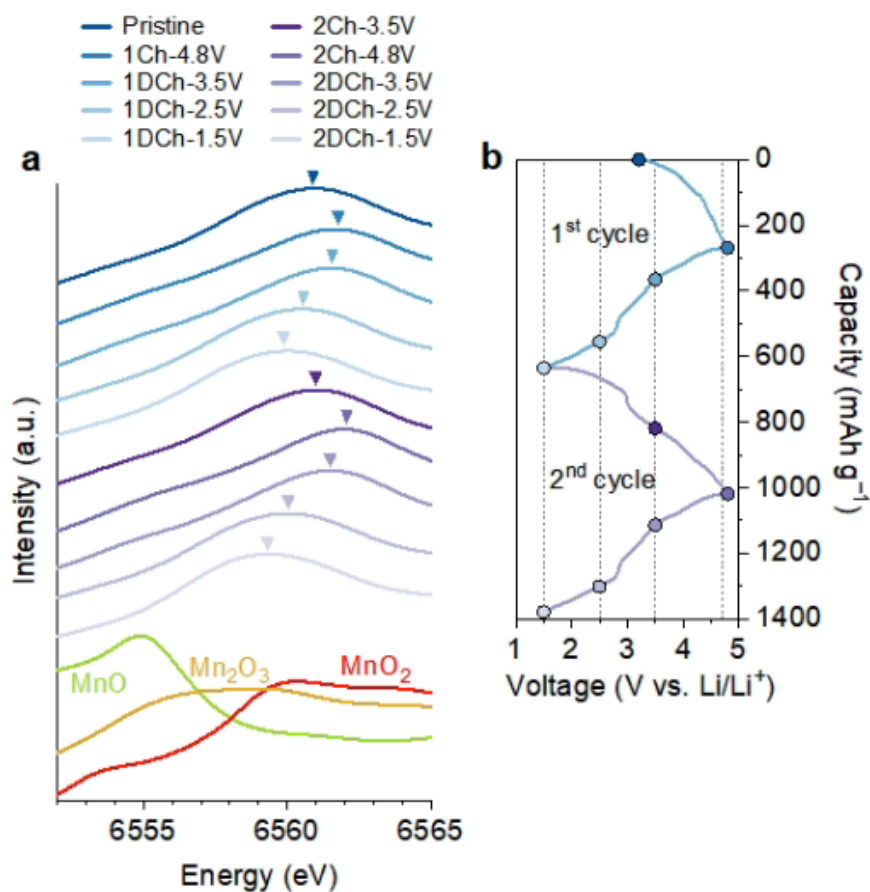 Pristine
1Ch-4.8V
1DCh-3.5V
1DCh-2.5V
1DCh-1.5V
2Ch-3.5V
2Ch-4.8V
2DCh-3.5V
2DCh-2.5V
2DCh-1.5V
a
Intensity (a.u.)
MnO
Mn₂O₃
MnO₂
6555 6560 6565
Energy (eV)
b
1ˢᵗ cycle
2ⁿᵈ cycle
0
200
400
600
800
1000
1200
1400
Capacity (mAh g⁻¹)
1 2 3 4 5
Voltage (V vs. Li/Li⁺)